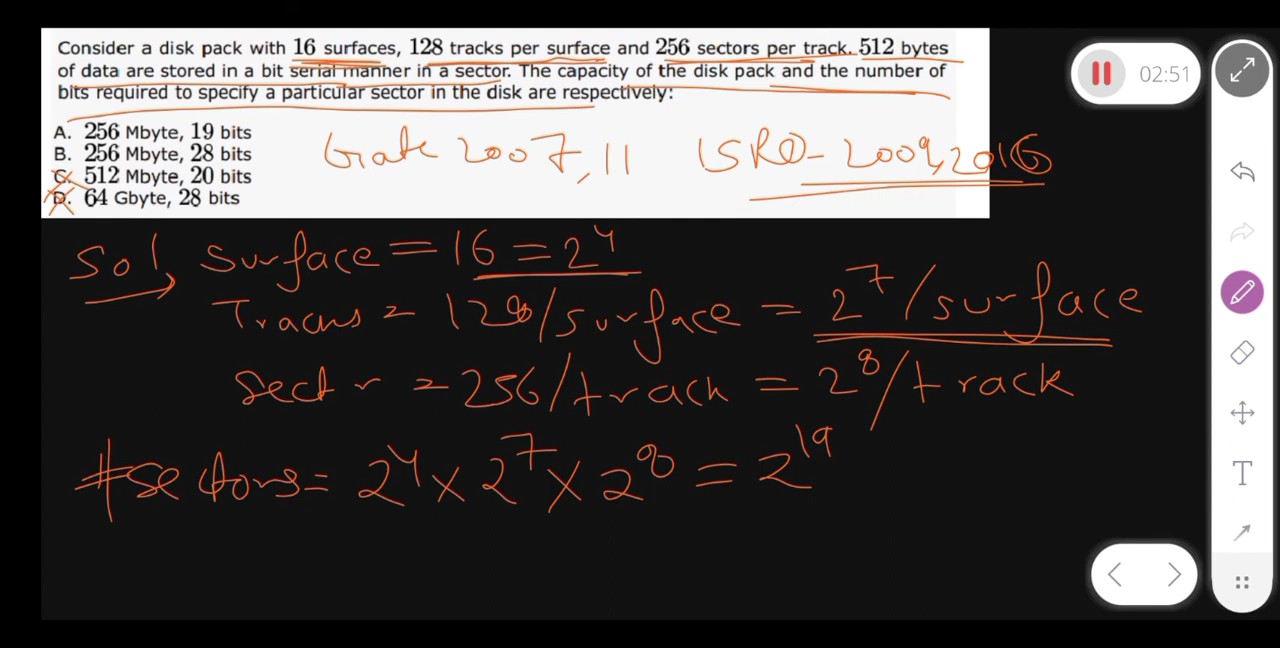 Consider a disk pack with 16 surfaces, 128 tracks per surface and 256 sectors per track. 512 bytes
of data are stored in a bit serial manner in a sector. The capacity of the disk pack and the number of
bits required to specify a particular sector in the disk are respectively:
A. 256 Mbyte, 19 bits
B. 256 Mbyte, 28 bits
C. 512 Mbyte, 20 bits
D. 64 Gbyte, 28 bits
Gate 2007, 11 ISRO - 2009, 2016
02:51
Sol, Surface = 16 = 2^4
Tracks = 128/surface = 2^7/surface
Sect r = 256/track = 2^8/track
#sectors = 2^4 × 2^7 × 2^8 = 2^19
T